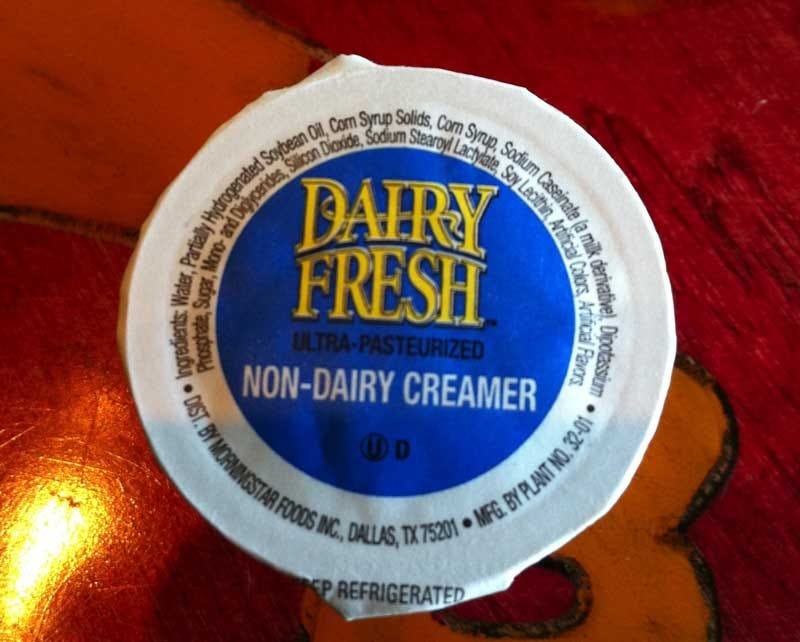 Ingredients: Water, Partially Hydrogenated Soybean Oil, Corn Syrup Solids, Corn Syrup, Sodium Caseinate (a milk derivative), Dipotassium
Phosphate, Sugar, Mono- and Diglycerides, Silicon Dioxide, Sodium Stearoyl Lactylate, Soy Lecithin, Artificial Colors, Artificial Flavors.
DAIRY
FRESH™
ULTRA-PASTEURIZED
NON-DAIRY CREAMER
U D
• DIST. BY MORNINGSTAR FOODS INC., DALLAS, TX 75201 • MFG. BY PLANT NO. 32-01 •
EP REFRIGERATED